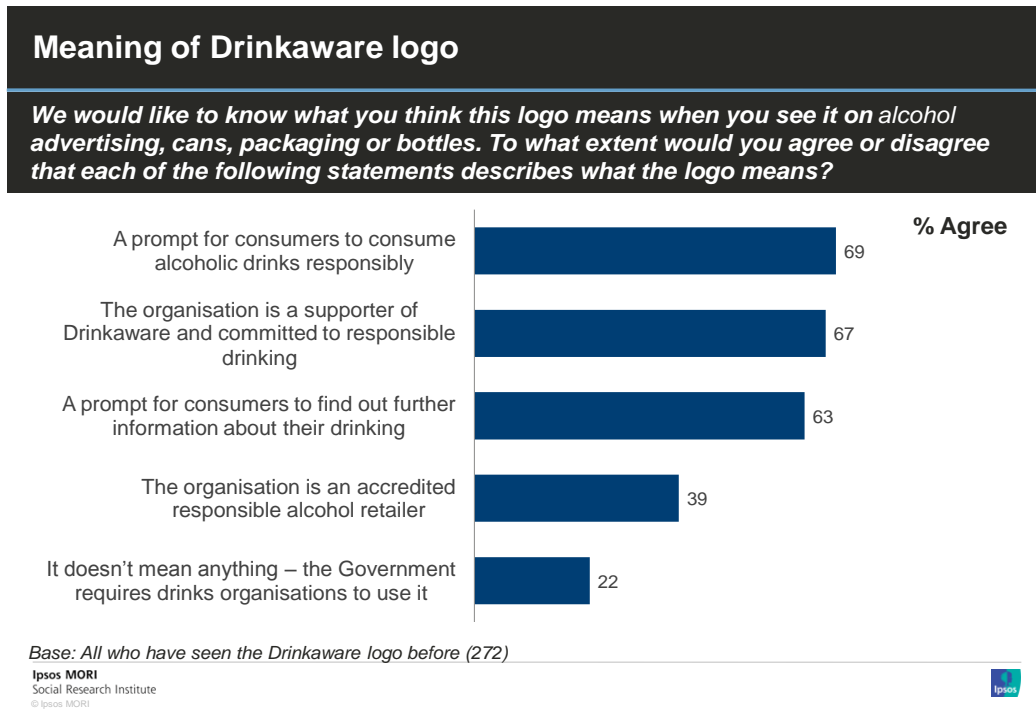 Meaning of Drinkaware logo
We would like to know what you think this logo means when you see it on alcohol
advertising, cans, packaging or bottles. To what extent would you agree or disagree
that each of the following statements describes what the logo means?
% Agree
A prompt for consumers to consume
alcoholic drinks responsibly
69
The organisation is a supporter of
Drinkaware and committed to responsible
drinking
67
A prompt for consumers to find out further
information about their drinking
63
The organisation is an accredited
responsible alcohol retailer
39
It doesn’t mean anything – the Government
requires drinks organisations to use it
22
Base: All who have seen the Drinkaware logo before (272)
Ipsos MORI
Social Research Institute
© Ipsos MORI
Ipsos